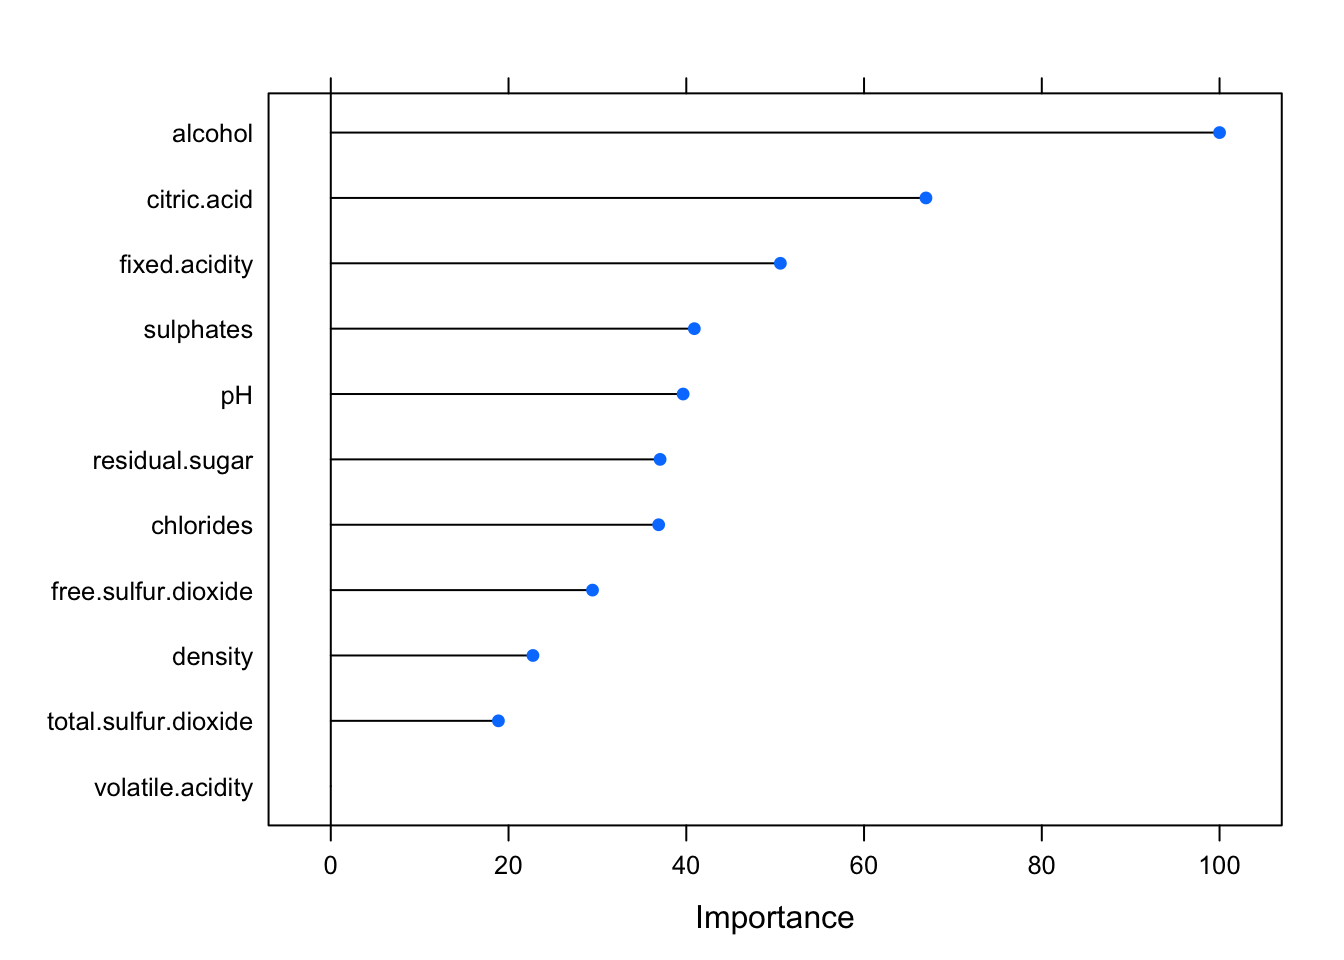 alcohol
citric.acid
fixed.acidity
sulphates
pH
residual.sugar
chlorides
free.sulfur.dioxide
density
total.sulfur.dioxide
volatile.acidity
0 20 40 60 80 100
Importance